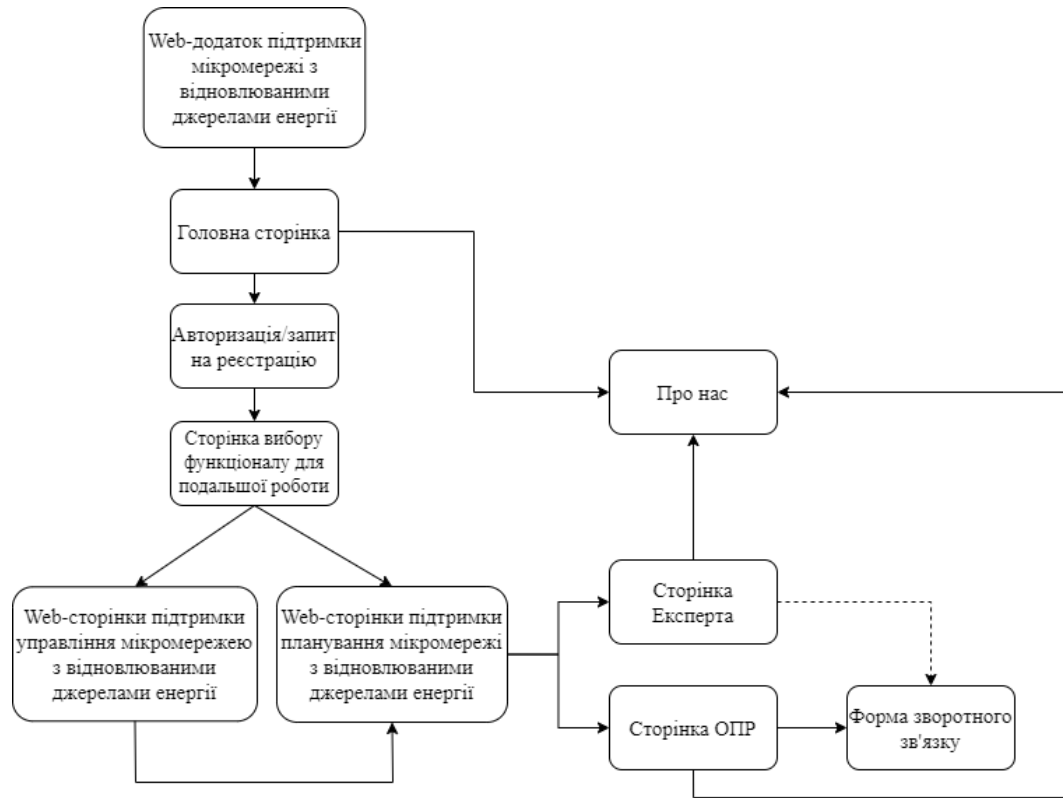 Web-додаток підтримки
мікромережі з
відновлюваними
джерелами енергії
Головна сторінка
Авторизація/запит
на реєстрацію
Про нас
Сторінка вибору
функціоналу для
подальшої роботи
Web-сторінки підтримки
управління мікромережею
з відновлюваними
джерелами енергії
Web-сторінки підтримки
планування мікромережі
з відновлюваними
джерелами енергії
Сторінка
Експерта
Сторінка ОПР
Форма зворотного
зв'язку